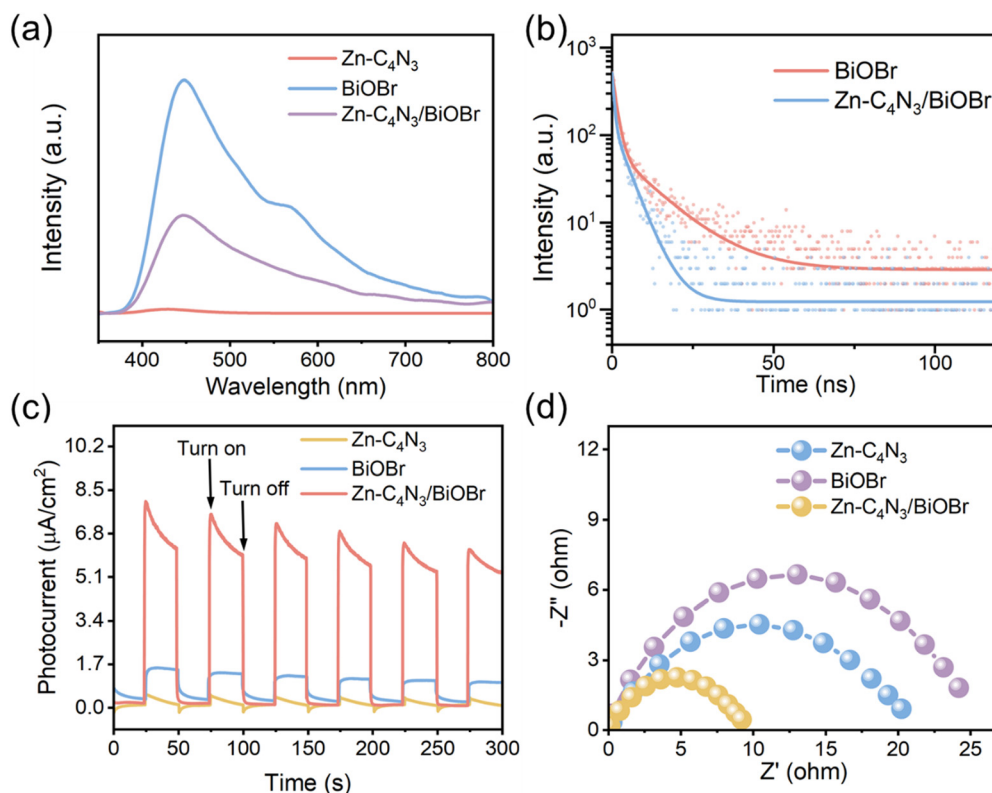 (a)
Zn-C₄N₃
BiOBr
Zn-C₄N₃/BiOBr
Intensity (a.u.)
400 500 600 700 800
Wavelength (nm)
(b)
BiOBr
Zn-C₄N₃/BiOBr
Intensity (a.u.)
10³
10²
10¹
10⁰
0 50 100
Time (ns)
(c)
Zn-C₄N₃
BiOBr
Zn-C₄N₃/BiOBr
Turn on
Turn off
Photocurrent (μA/cm²)
10.2
8.5
6.8
5.1
3.4
1.7
0.0
0 50 100 150 200 250 300
Time (s)
(d)
Zn-C₄N₃
BiOBr
Zn-C₄N₃/BiOBr
-Z" (ohm)
12
9
6
3
0
0 5 10 15 20 25
Z' (ohm)